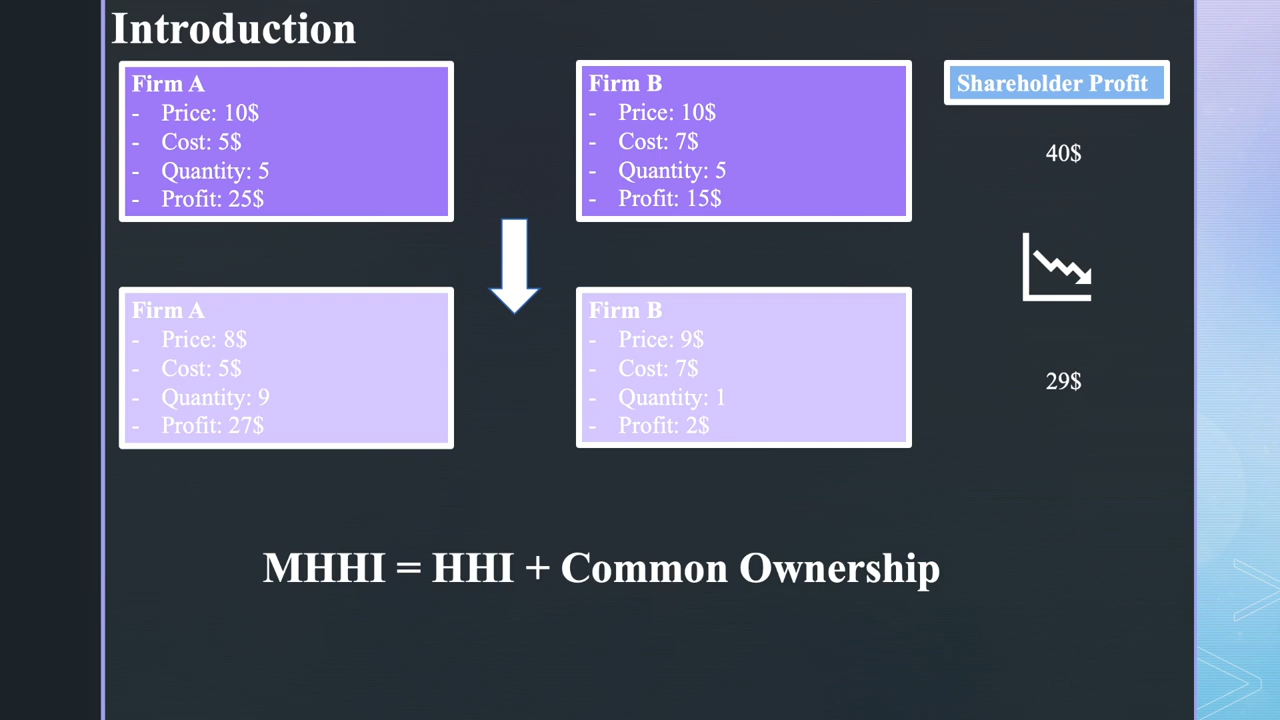 Introduction
Firm A
- Price: 10$
- Cost: 5$
- Quantity: 5
- Profit: 25$
Firm B
- Price: 10$
- Cost: 7$
- Quantity: 5
- Profit: 15$
Shareholder Profit
40$
Firm A
- Price: 8$
- Cost: 5$
- Quantity: 9
- Profit: 27$
Firm B
- Price: 9$
- Cost: 7$
- Quantity: 1
- Profit: 2$
29$
MHHI = HHI + Common Ownership